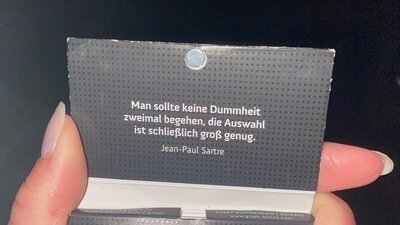 Man sollte keine Dummheit
zweimal begehen, die Auswahl
ist schließlich groß genug.
Jean-Paul Sartre